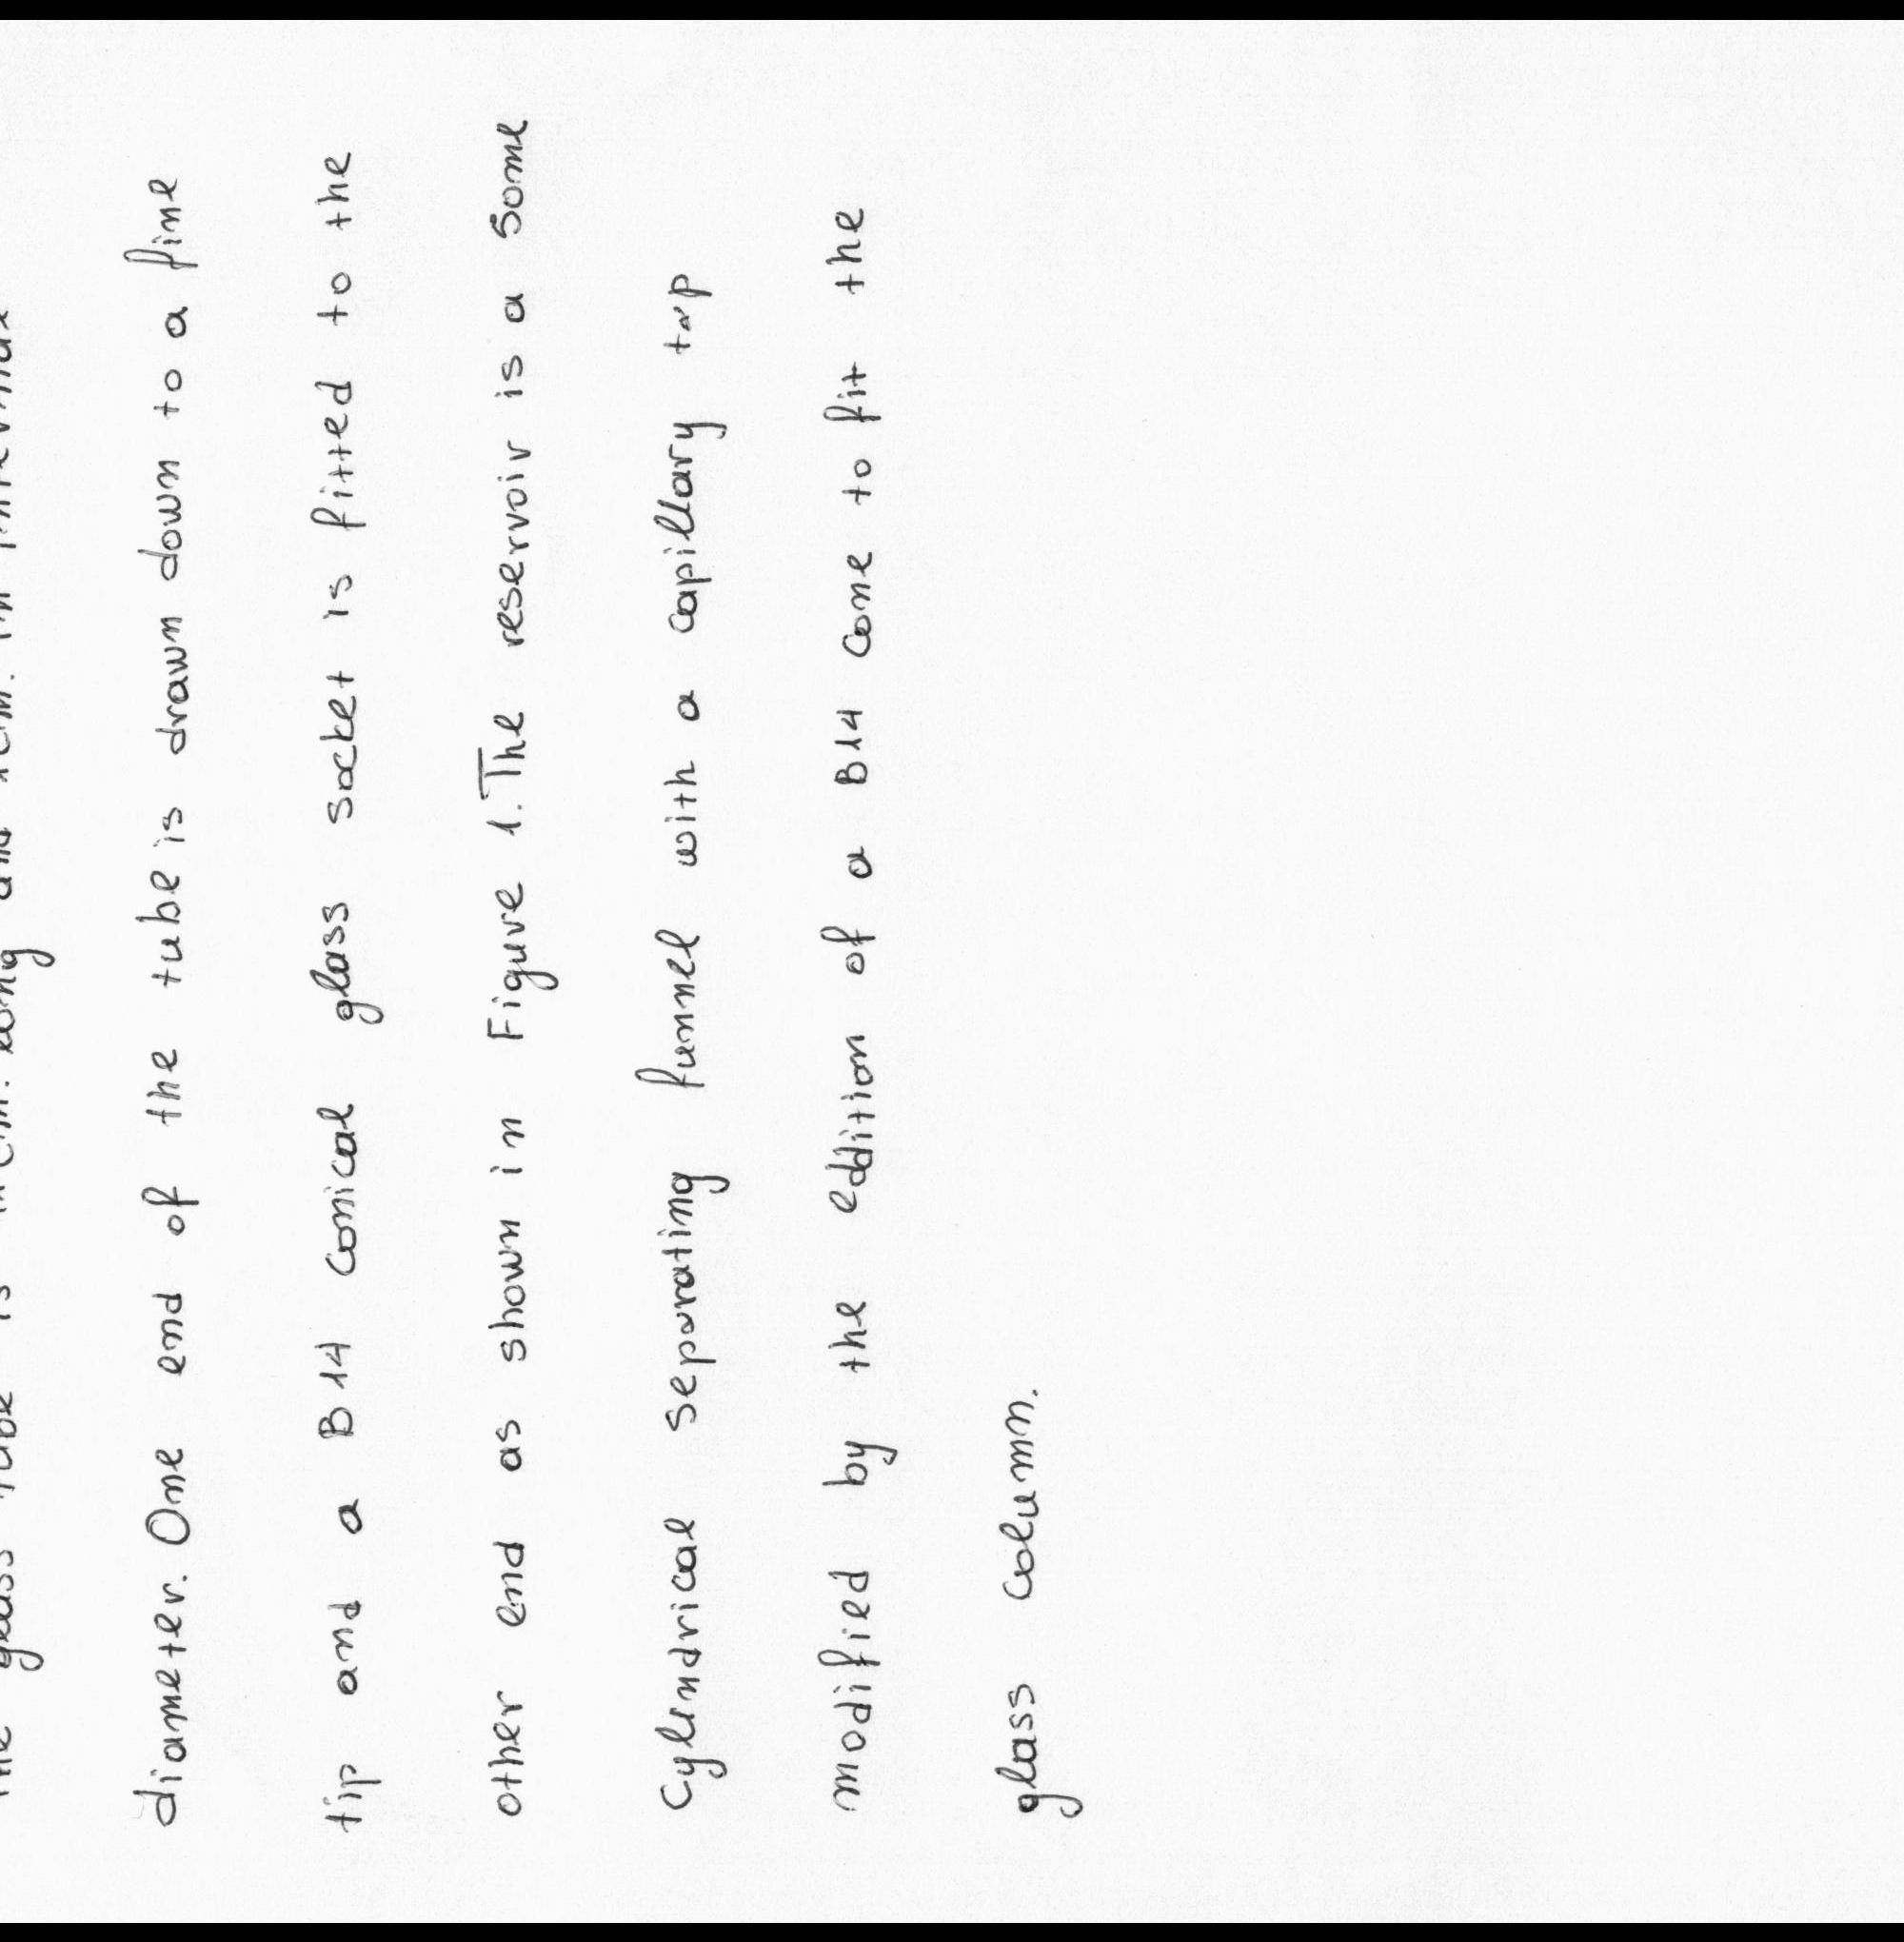 The glass tube is cm. long and 1cm. in internal
diameter. One end of the tube is drawn down to a fine
tip and a B14 conical glass socket is fitted to the
other end as shown in Figure 1. The reservoir is a some
Cylindrical separating funnel with a capillary tap
modified by the eddition of a B14 cone to fit the
glass column.